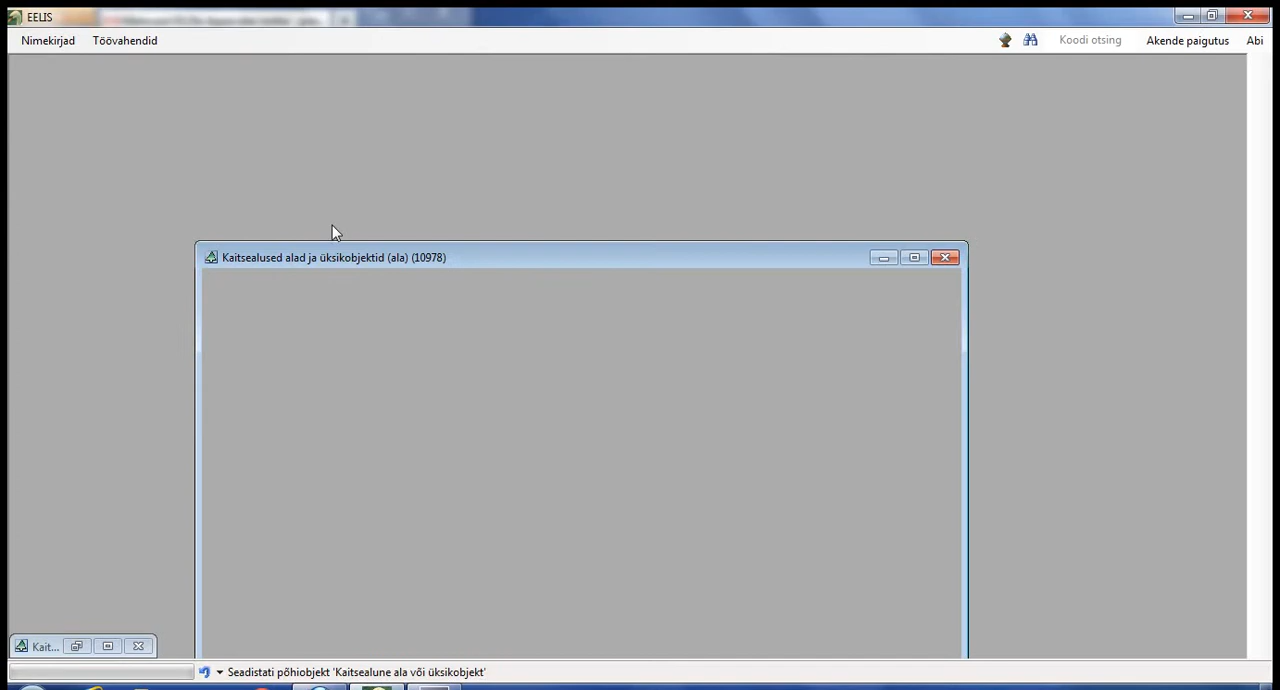 EELIS
Nimekirjad Töövahendid Koodi otsing Akende paigutus Abi
Kaitsealused alad ja üksikobjektid (ala) (10978)
Kait...
Seadistati põhiobjekt 'Kaitsealune ala või üksikobjekt'